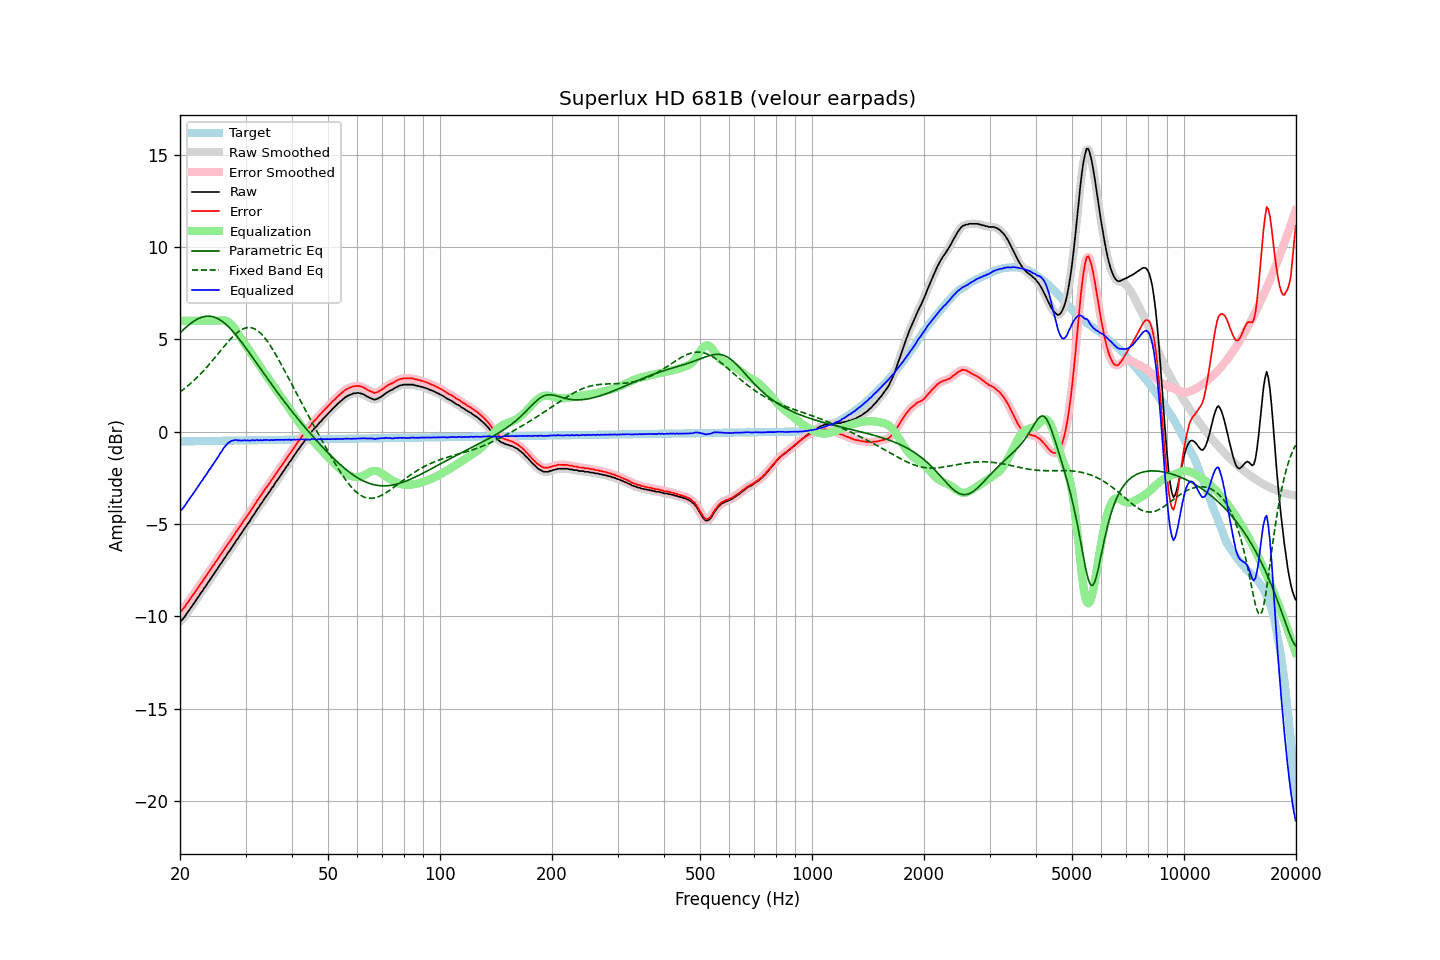 Superlux HD 681B (velour earpads)
Target
Raw Smoothed
Error Smoothed
Raw
Error
Equalization
Parametric Eq
Fixed Band Eq
Equalized
15
10
5
0
−5
−10
−15
−20
Amplitude (dBr)
20
50
100
200
500
1000
2000
5000
10000
20000
Frequency (Hz)